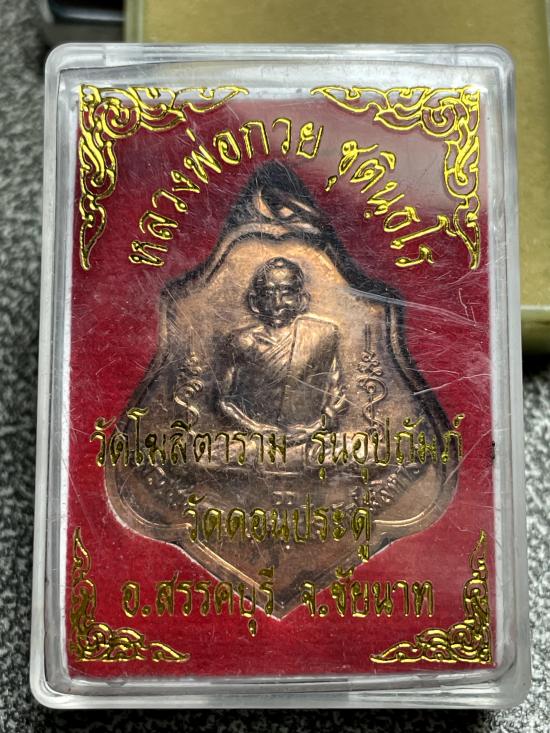 หลวงพ่อกวย ชุตินฺธโร
วัดโฆสิตาราม รุ่นอุปถัมภ์
วัดดอนประดู่
อ.สรรคบุรี จ.ชัยนาท